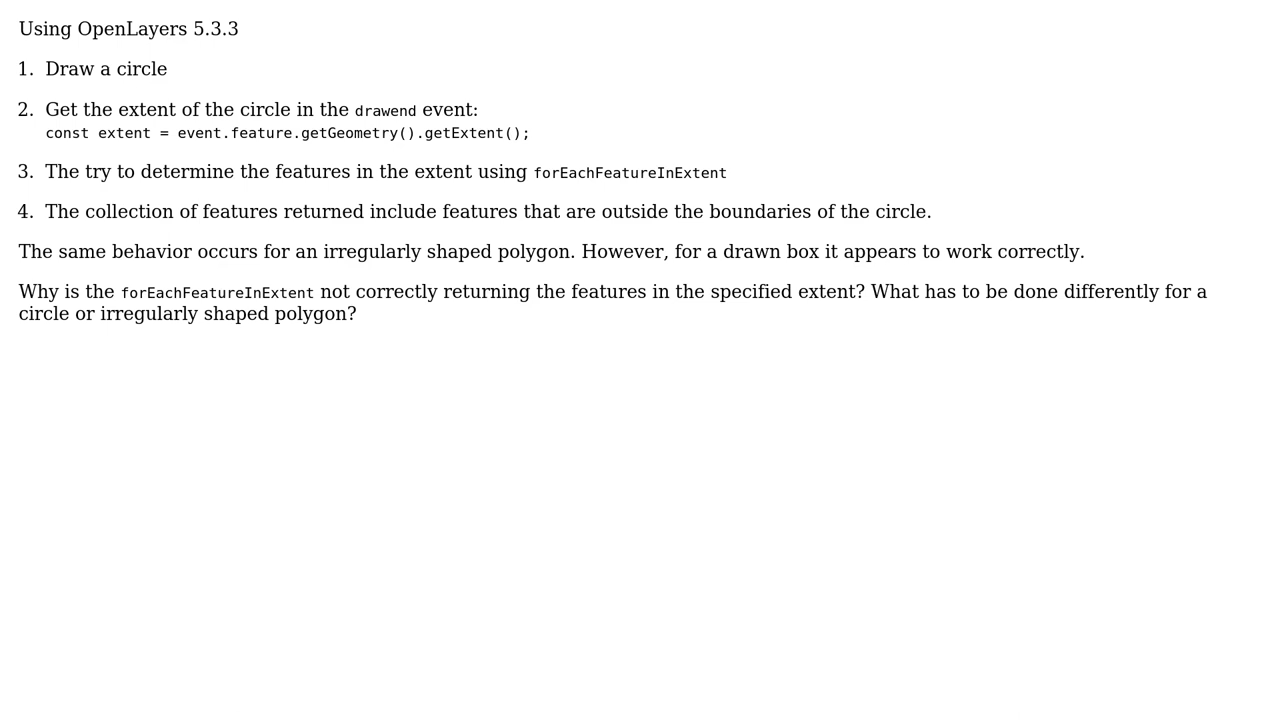 Using OpenLayers 5.3.3
1. Draw a circle
2. Get the extent of the circle in the drawend event:
const extent = event.feature.getGeometry().getExtent();
3. The try to determine the features in the extent using forEachFeatureInExtent
4. The collection of features returned include features that are outside the boundaries of the circle.
The same behavior occurs for an irregularly shaped polygon. However, for a drawn box it appears to work correctly.
Why is the forEachFeatureInExtent not correctly returning the features in the specified extent? What has to be done differently for a
circle or irregularly shaped polygon?